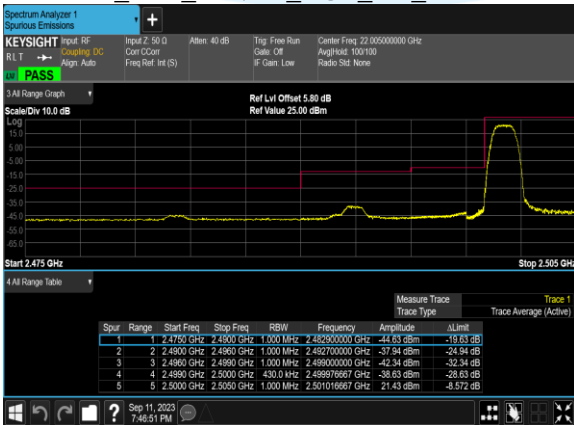 Spectrum Analyzer 1
Spurious Emissions
+
KEYSIGHT Input: RF
Input Z: 50 Ω
Atten: 40 dB
Trig: Free Run
Center Freq: 22.005000000 GHz
R L T
Coupling: DC
Corr CCorr
Gate: Off
Avg|Hold: 100/100
Align: Auto
Freq Ref: Int (S)
IF Gain: Low
Radio Std: None
PASS
3 All Range Graph
Scale/Div 10.0 dB
Ref Lvl Offset 5.80 dB
Ref Value 25.00 dBm
Log
15.0
5.00
-5.00
-15.0
-25.0
-35.0
-45.0
-55.0
-65.0
Start 2.475 GHz
Stop 2.505 GHz
4 All Range Table
Measure Trace Trace 1
Trace Type Trace Average (Active)
Spur Range Start Freq Stop Freq RBW Frequency Amplitude ΔLimit
1 1 2.4750 GHz 2.4900 GHz 1.000 MHz 2.482900000 GHz -44.63 dBm -19.63 dB
2 2 2.4900 GHz 2.4960 GHz 1.000 MHz 2.492700000 GHz -37.94 dBm -24.94 dB
3 3 2.4960 GHz 2.4990 GHz 1.000 MHz 2.499000000 GHz -42.34 dBm -32.34 dB
4 4 2.4990 GHz 2.5000 GHz 430.0 kHz 2.499976667 GHz -38.63 dBm -28.63 dB
5 5 2.5000 GHz 2.5050 GHz 1.000 MHz 2.501016667 GHz 21.43 dBm -8.572 dB
?
Sep 11, 2023
7:46:51 PM